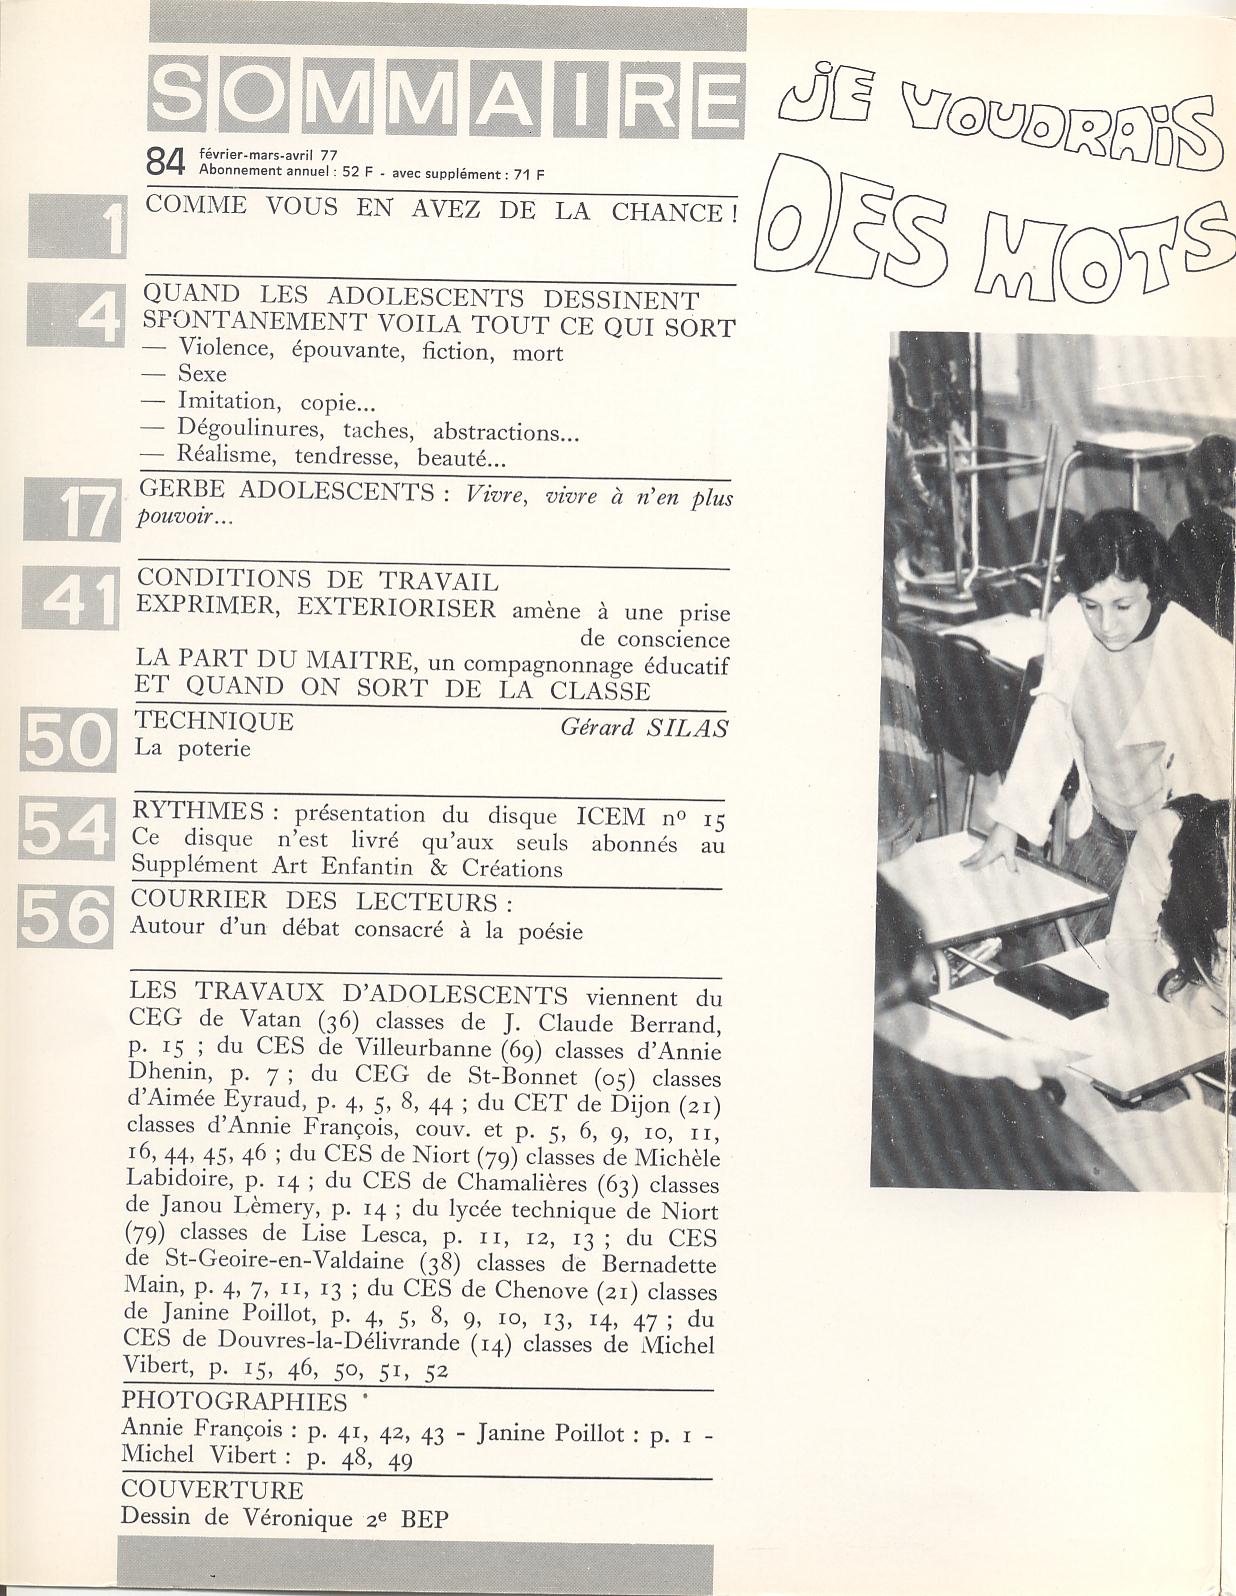 SOMMAIRE
84 février-mars-avril 77
Abonnement annuel : 52 F - avec supplément : 71 F
1
COMME VOUS EN AVEZ DE LA CHANCE !
4
QUAND LES ADOLESCENTS DESSINENT
SPONTANEMENT VOILA TOUT CE QUI SORT
— Violence, épouvante, fiction, mort
— Sexe
— Imitation, copie...
— Dégoulinures, taches, abstractions...
— Réalisme, tendresse, beauté...
17
GERBE ADOLESCENTS : Vivre, vivre à n'en plus
pouvoir...
41
CONDITIONS DE TRAVAIL
EXPRIMER, EXTERIORISER amène à une prise
de conscience
LA PART DU MAITRE, un compagnonnage éducatif
ET QUAND ON SORT DE LA CLASSE
50
TECHNIQUE Gérard SILAS
La poterie
54
RYTHMES : présentation du disque ICEM nº 15
Ce disque n'est livré qu'aux seuls abonnés au
Supplément Art Enfantin & Créations
56
COURRIER DES LECTEURS :
Autour d'un débat consacré à la poésie
LES TRAVAUX D'ADOLESCENTS viennent du
CEG de Vatan (36) classes de J. Claude Berrand,
p. 15 ; du CES de Villeurbanne (69) classes d'Annie
Dhenin, p. 7 ; du CEG de St-Bonnet (05) classes
d'Aimée Eyraud, p. 4, 5, 8, 44 ; du CET de Dijon (21)
classes d'Annie François, couv. et p. 5, 6, 9, 10, 11,
16, 44, 45, 46 ; du CES de Niort (79) classes de Michèle
Labidoire, p. 14 ; du CES de Chamalières (63) classes
de Janou Lèmery, p. 14 ; du lycée technique de Niort
(79) classes de Lise Lesca, p. 11, 12, 13 ; du CES
de St-Geoire-en-Valdaine (38) classes de Bernadette
Main, p. 4, 7, 11, 13 ; du CES de Chenove (21) classes
de Janine Poillot, p. 4, 5, 8, 9, 10, 13, 14, 47 ; du
CES de Douvres-la-Délivrande (14) classes de Michel
Vibert, p. 15, 46, 50, 51, 52
PHOTOGRAPHIES
Annie François : p. 41, 42, 43 - Janine Poillot : p. 1 -
Michel Vibert : p. 48, 49
COUVERTURE
Dessin de Véronique 2e BEP
JE VOUDRAIS
DES MOTS